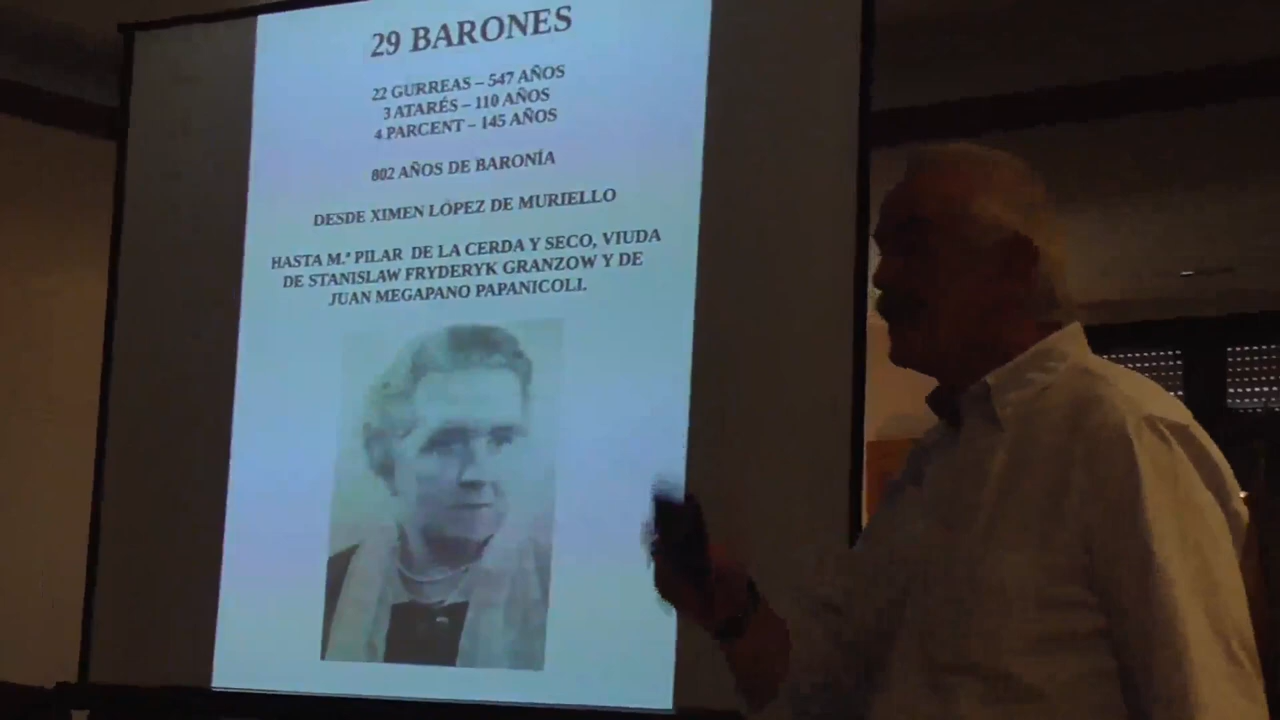 29 BARONES
22 GURREAS – 547 AÑOS
3 ATARÉS – 110 AÑOS
4 PARCENT – 145 AÑOS
802 AÑOS DE BARONÍA
DESDE XIMEN LÓPEZ DE MURIELLO
HASTA M.ª PILAR DE LA CERDA Y SECO, VIUDA
DE STANISLAW FRYDERYK GRANZOW Y DE
JUAN MEGAPANO PAPANICOLI.